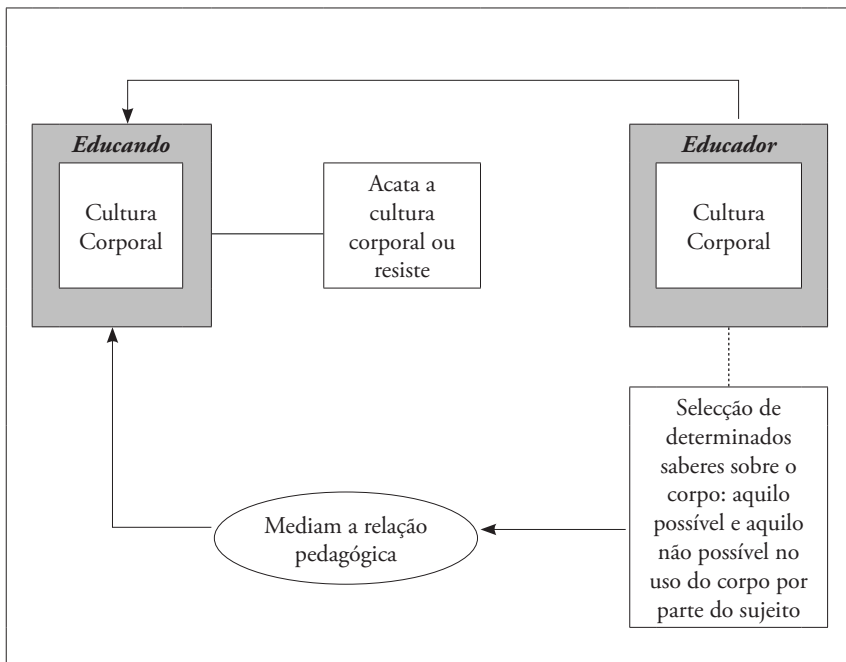 Educando
Cultura
Corporal
Acata a
cultura
corporal ou
resiste
Educador
Cultura
Corporal
Selecção de
determinados
saberes sobre o
corpo: aquilo
possível e aquilo
não possível no
uso do corpo por
parte do sujeito
Mediam a relação
pedagógica